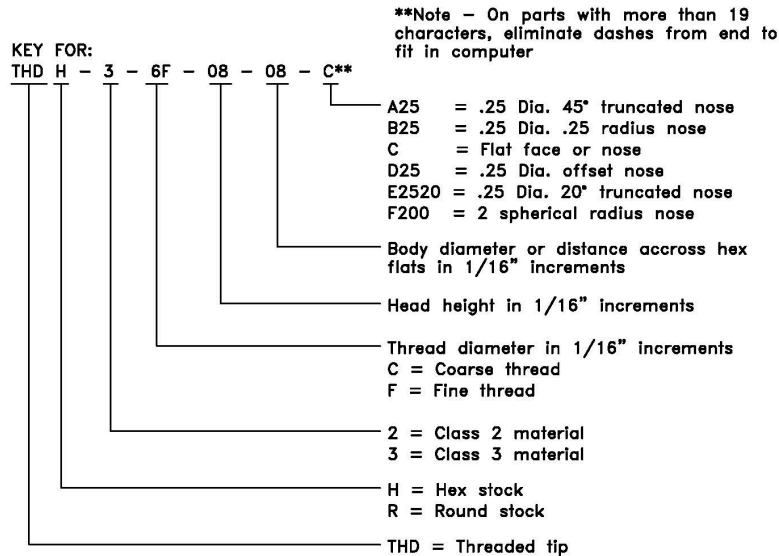 **Note – On parts with more than 19
characters, eliminate dashes from end to
fit in computer
KEY FOR:
THD H – 3 – 6F – 08 – 08 – C**
A25 = .25 Dia. 45° truncated nose
B25 = .25 Dia. .25 radius nose
C = Flat face or nose
D25 = .25 Dia. offset nose
E2520 = .25 Dia. 20° truncated nose
F200 = 2 spherical radius nose
Body diameter or distance accross hex
flats in 1/16" increments
Head height in 1/16" increments
Thread diameter in 1/16" increments
C = Coarse thread
F = Fine thread
2 = Class 2 material
3 = Class 3 material
H = Hex stock
R = Round stock
THD = Threaded tip